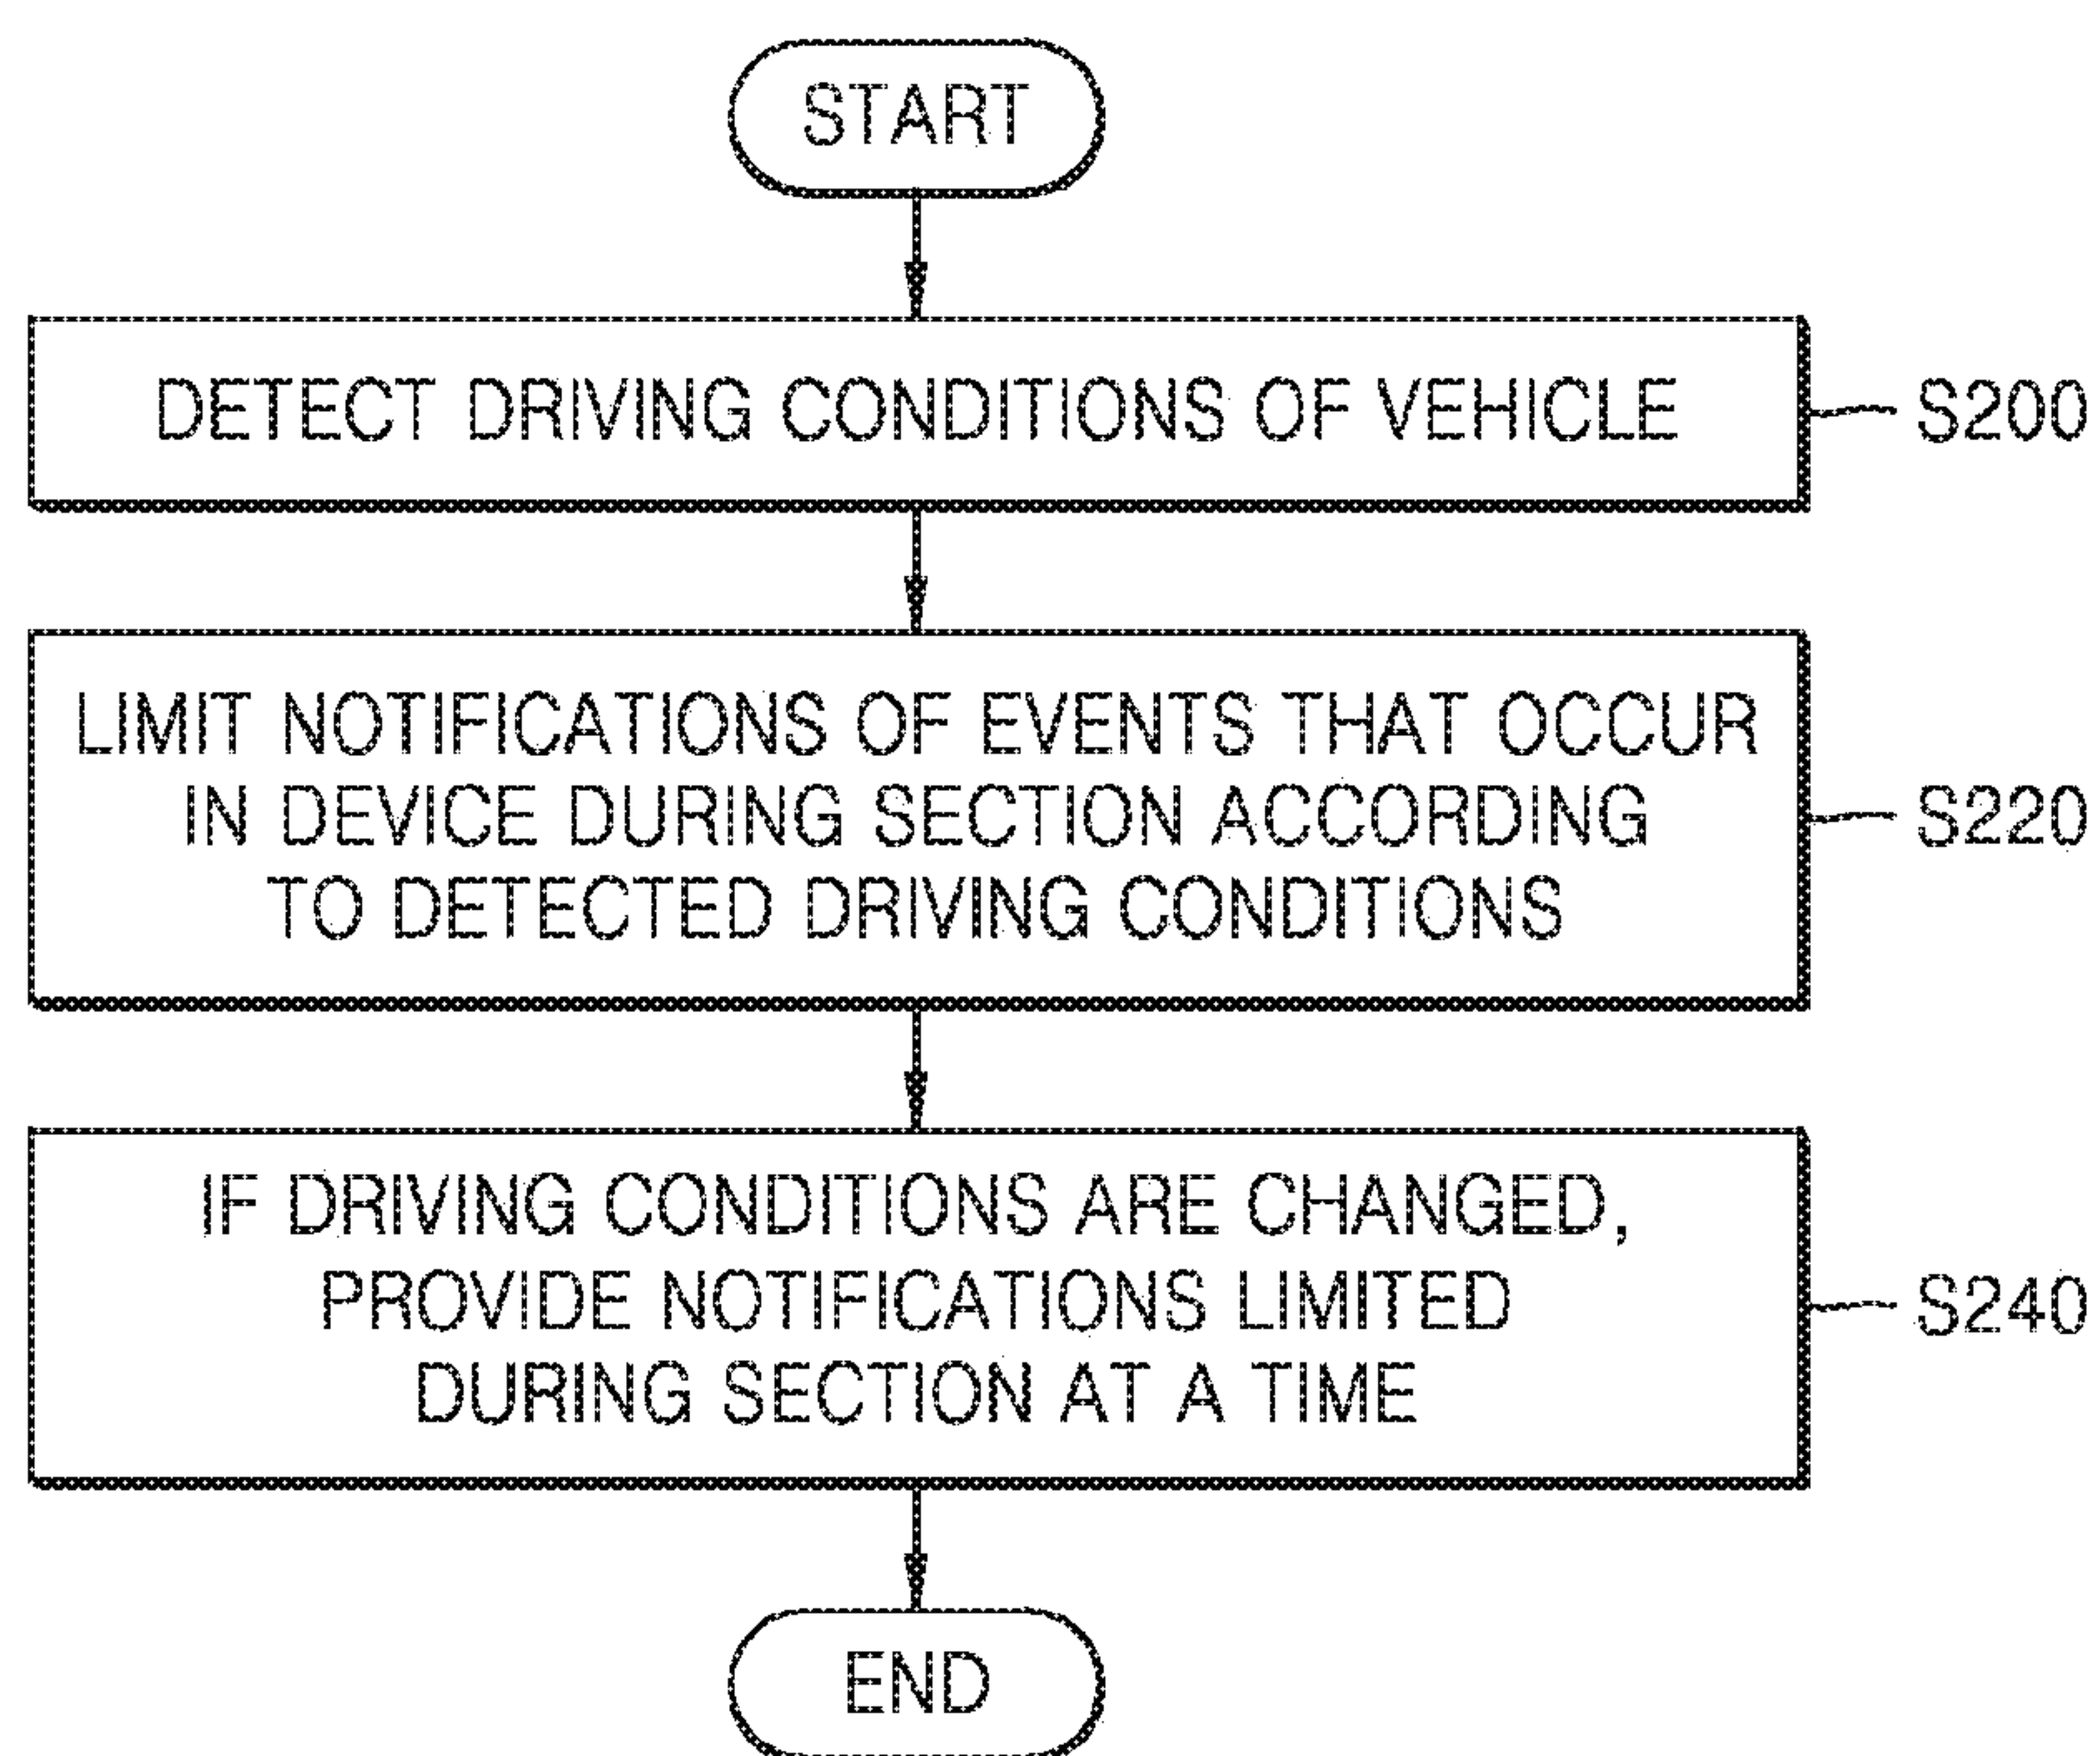 START
DETECT DRIVING CONDITIONS OF VEHICLE
S200
LIMIT NOTIFICATIONS OF EVENTS THAT OCCUR
IN DEVICE DURING SECTION ACCORDING
TO DETECTED DRIVING CONDITIONS
S220
IF DRIVING CONDITIONS ARE CHANGED,
PROVIDE NOTIFICATIONS LIMITED
DURING SECTION AT A TIME
S240
END